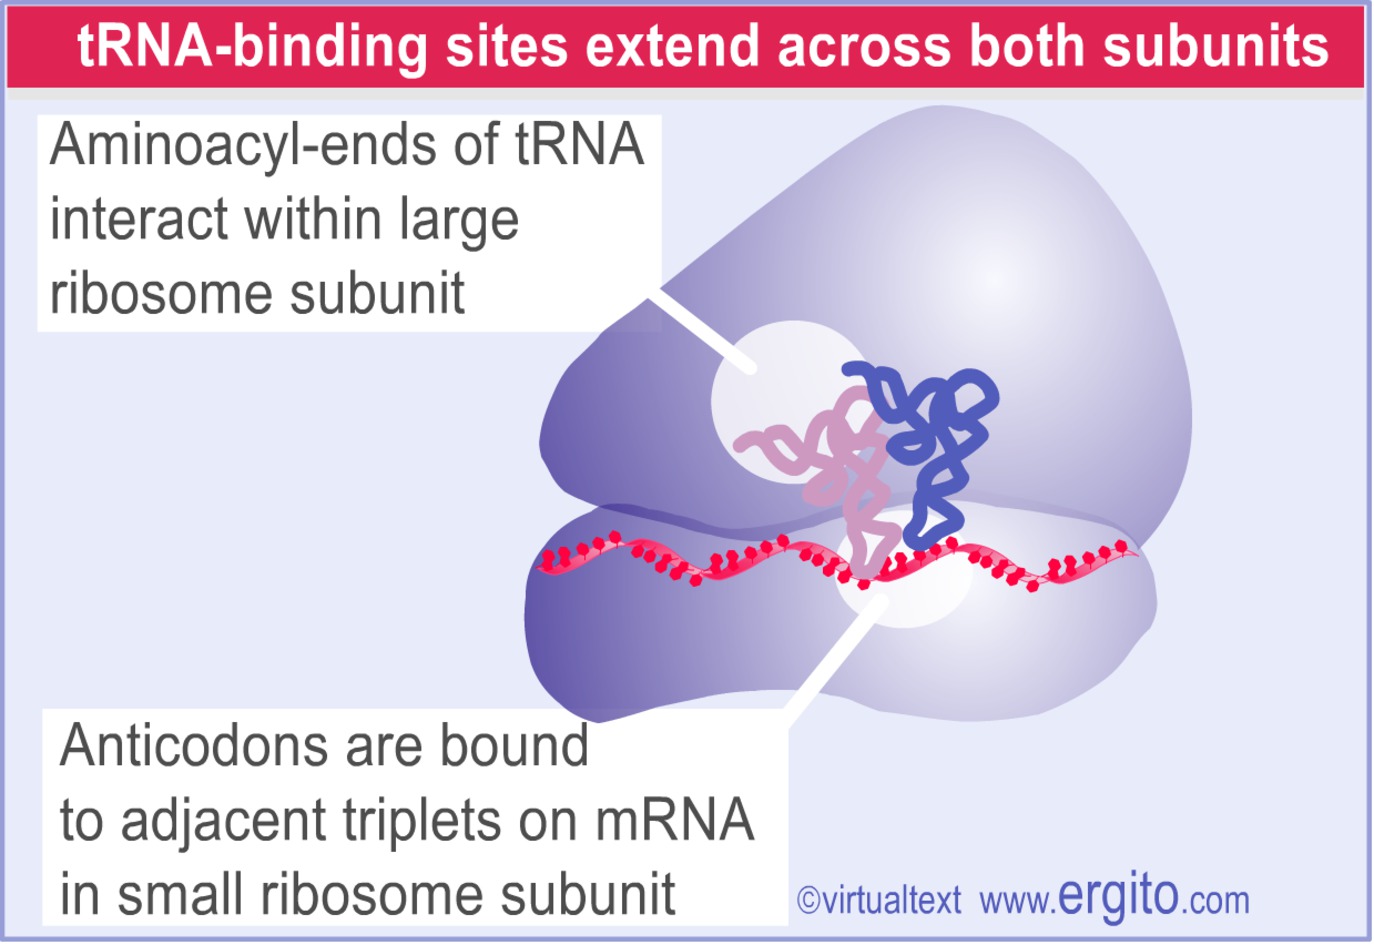 tRNA-binding sites extend across both subunits
Aminoacyl-ends of tRNA
interact within large
ribosome subunit
Anticodons are bound
to adjacent triplets on mRNA
in small ribosome subunit
©virtualtext www.ergito.com